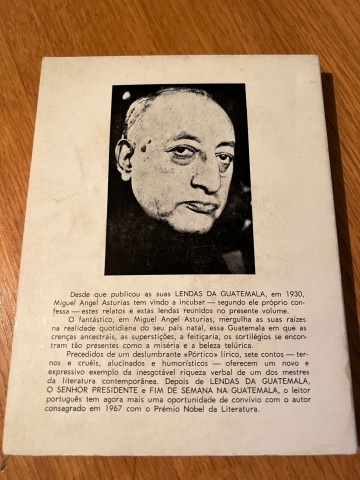 Desde que publicou as suas LENDAS DA GUATEMALA, em 1930,
Miguel Angel Asturias tem vindo a incubar — segundo ele próprio con-
fessa — estes relatos e estas lendas reunidos no presente volume.
O fantástico, em Miguel Angel Asturias, mergulha as suas raízes
na realidade quotidiana do seu país natal, essa Guatemala em que as
crenças ancestrais, as superstições, a feitiçaria, os sortilégios se encon-
tram tão presentes como a miséria e a beleza telúrica.
Precedidos de um deslumbrante «Pórtico» lírico, sete contos — ter-
nos e cruéis, alucinados e humorísticos — oferecem um novo e
expressivo exemplo da inesgotável riqueza verbal de um dos mestres
da literatura contemporânea. Depois de LENDAS DA GUATEMALA,
O SENHOR PRESIDENTE e FIM DE SEMANA NA GUATEMALA, o leitor
português tem agora mais uma oportunidade de convívio com o autor
consagrado em 1967 com o Prémio Nobel da Literatura.